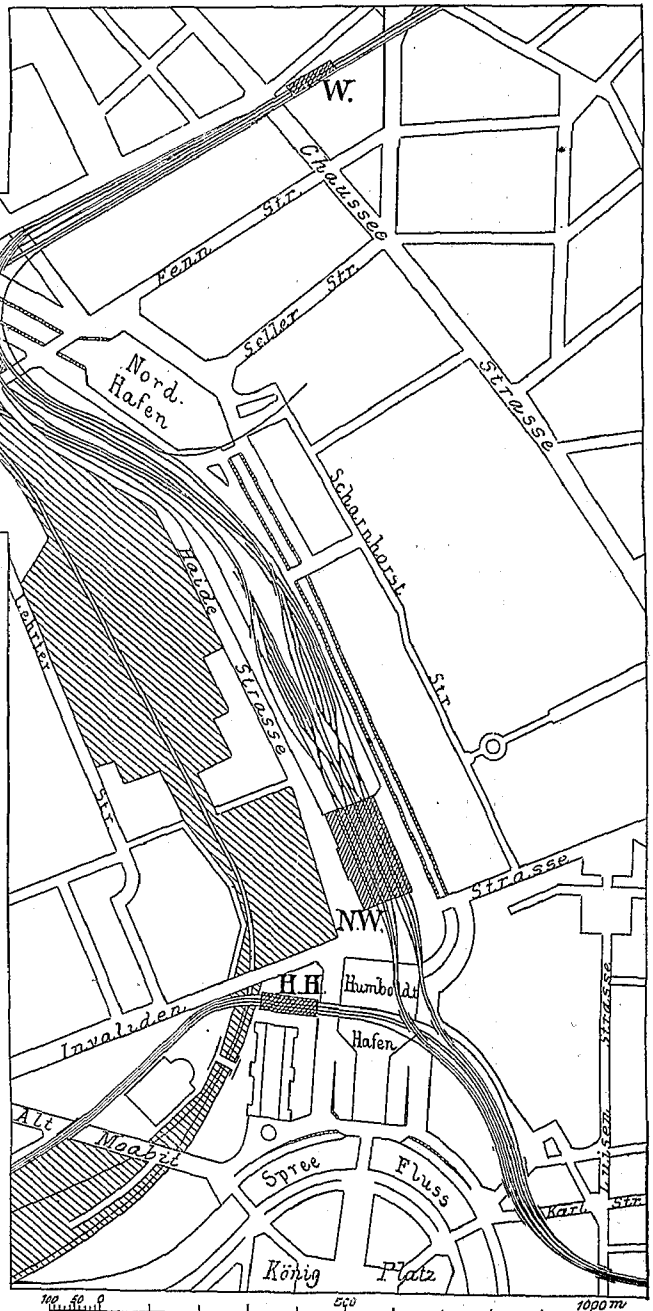 W.
Chaussee
Fenn Str.
Seller Str.
Nord-
Hafen
Strasse
Scharnhorst
Str
Haide
Strasse
Lehrter
Str
Strasse
N.W.
H.H.
Humboldt
Hafen
Invaliden
Strasse
Luisen
Alt
Moabit
Spree
Fluss
Karl Str
König Platz
100 50 0 500 1000 m